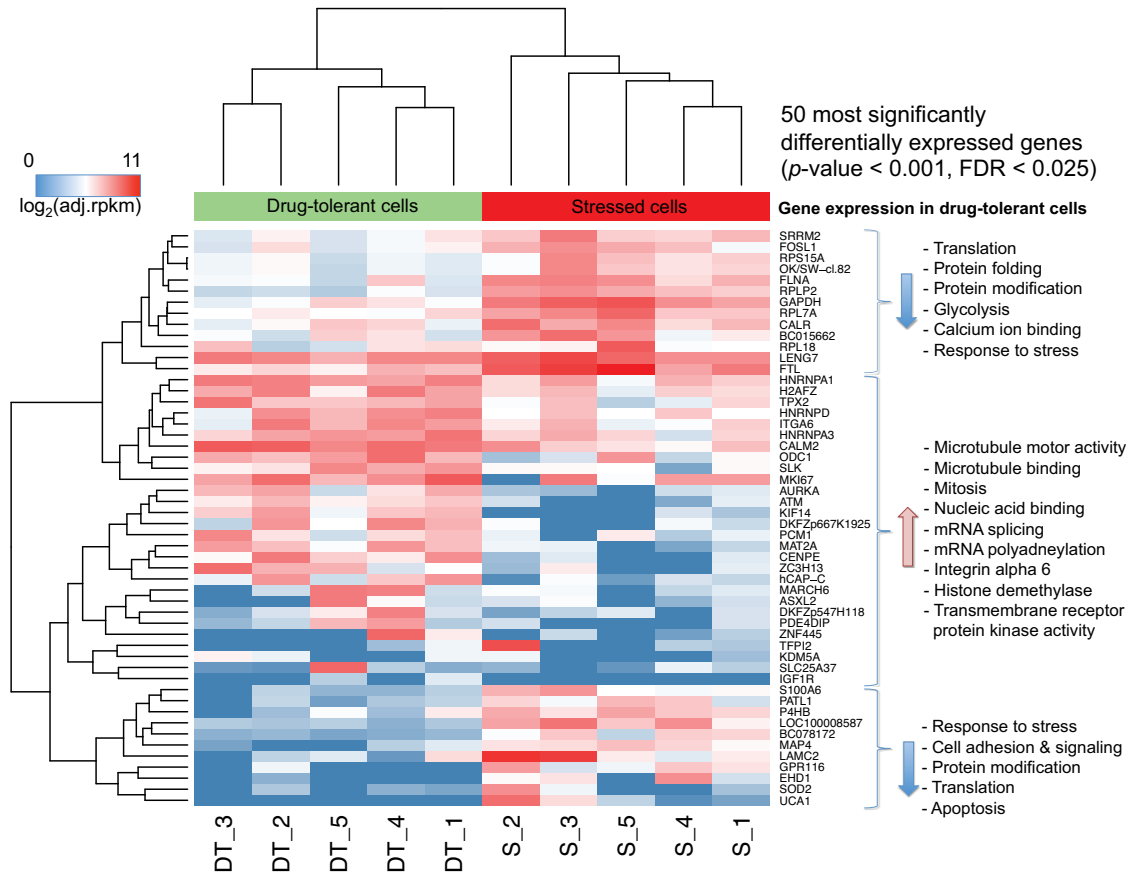 50 most significantly
differentially expressed genes
(p-value < 0.001, FDR < 0.025)
0 11
log2(adj.rpkm)
Drug-tolerant cells
Stressed cells
Gene expression in drug-tolerant cells
SRRM2
FOSL1
RPS15A
OK/SW-cl.82
FLNA
RPLP2
GAPDH
RPL7A
CALR
BC015662
RPL18
LENG7
FTL
HNRNPA1
H2AFZ
TPX2
HNRNPD
ITGA6
HNRNPA3
CALM2
ODC1
SLK
MKI67
AURKA
ATM
KIF14
DKFZp667K1925
PCM1
MAT2A
CENPE
ZC3H13
hCAP-C
MARCH6
ASXL2
DKFZp547H118
PDE4DIP
ZNF445
TFPI2
KDM5A
SLC25A37
IGF1R
S100A6
PATL1
P4HB
LOC100008587
BC078172
MAP4
LAMC2
GPR116
EHD1
SOD2
UCA1
- Translation
- Protein folding
- Protein modification
- Glycolysis
- Calcium ion binding
- Response to stress
- Microtubule motor activity
- Microtubule binding
- Mitosis
- Nucleic acid binding
- mRNA splicing
- mRNA polyadneylation
- Integrin alpha 6
- Histone demethylase
- Transmembrane receptor
protein kinase activity
- Response to stress
- Cell adhesion & signaling
- Protein modification
- Translation
- Apoptosis
DT_3
DT_2
DT_5
DT_4
DT_1
S_2
S_3
S_5
S_4
S_1